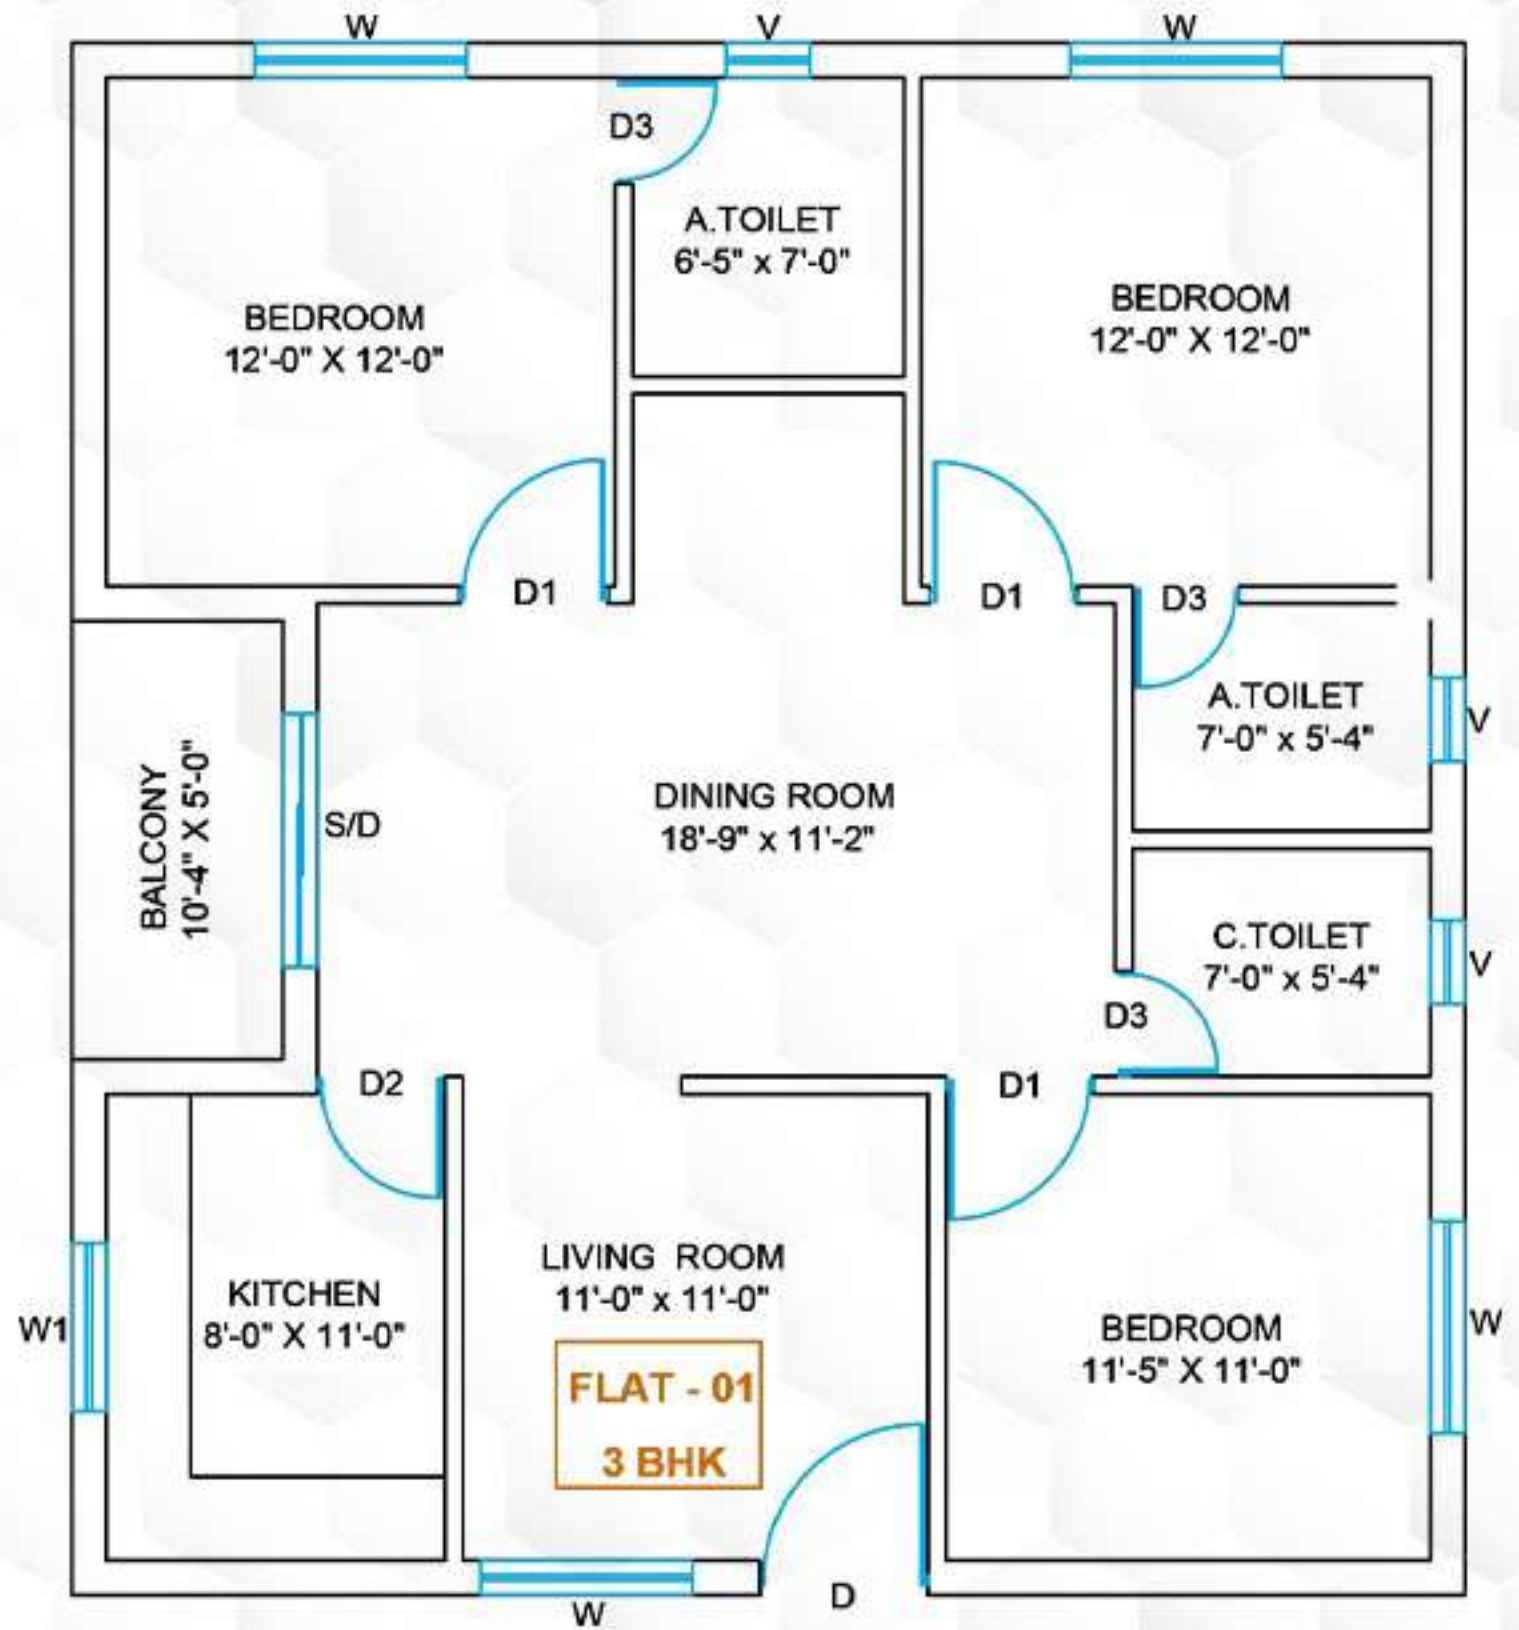 W
V
W
D3
A.TOILET
6'-5" x 7'-0"
BEDROOM
12'-0" X 12'-0"
BEDROOM
12'-0" X 12'-0"
D1
D1
D3
A.TOILET
7'-0" x 5'-4"
V
BALCONY
10'-4" X 5'-0"
S/D
DINING ROOM
18'-9" x 11'-2"
C.TOILET
7'-0" x 5'-4"
V
D3
D2
D1
LIVING ROOM
11'-0" x 11'-0"
KITCHEN
8'-0" X 11'-0"
W1
BEDROOM
11'-5" X 11'-0"
W
FLAT - 01
3 BHK
D
W